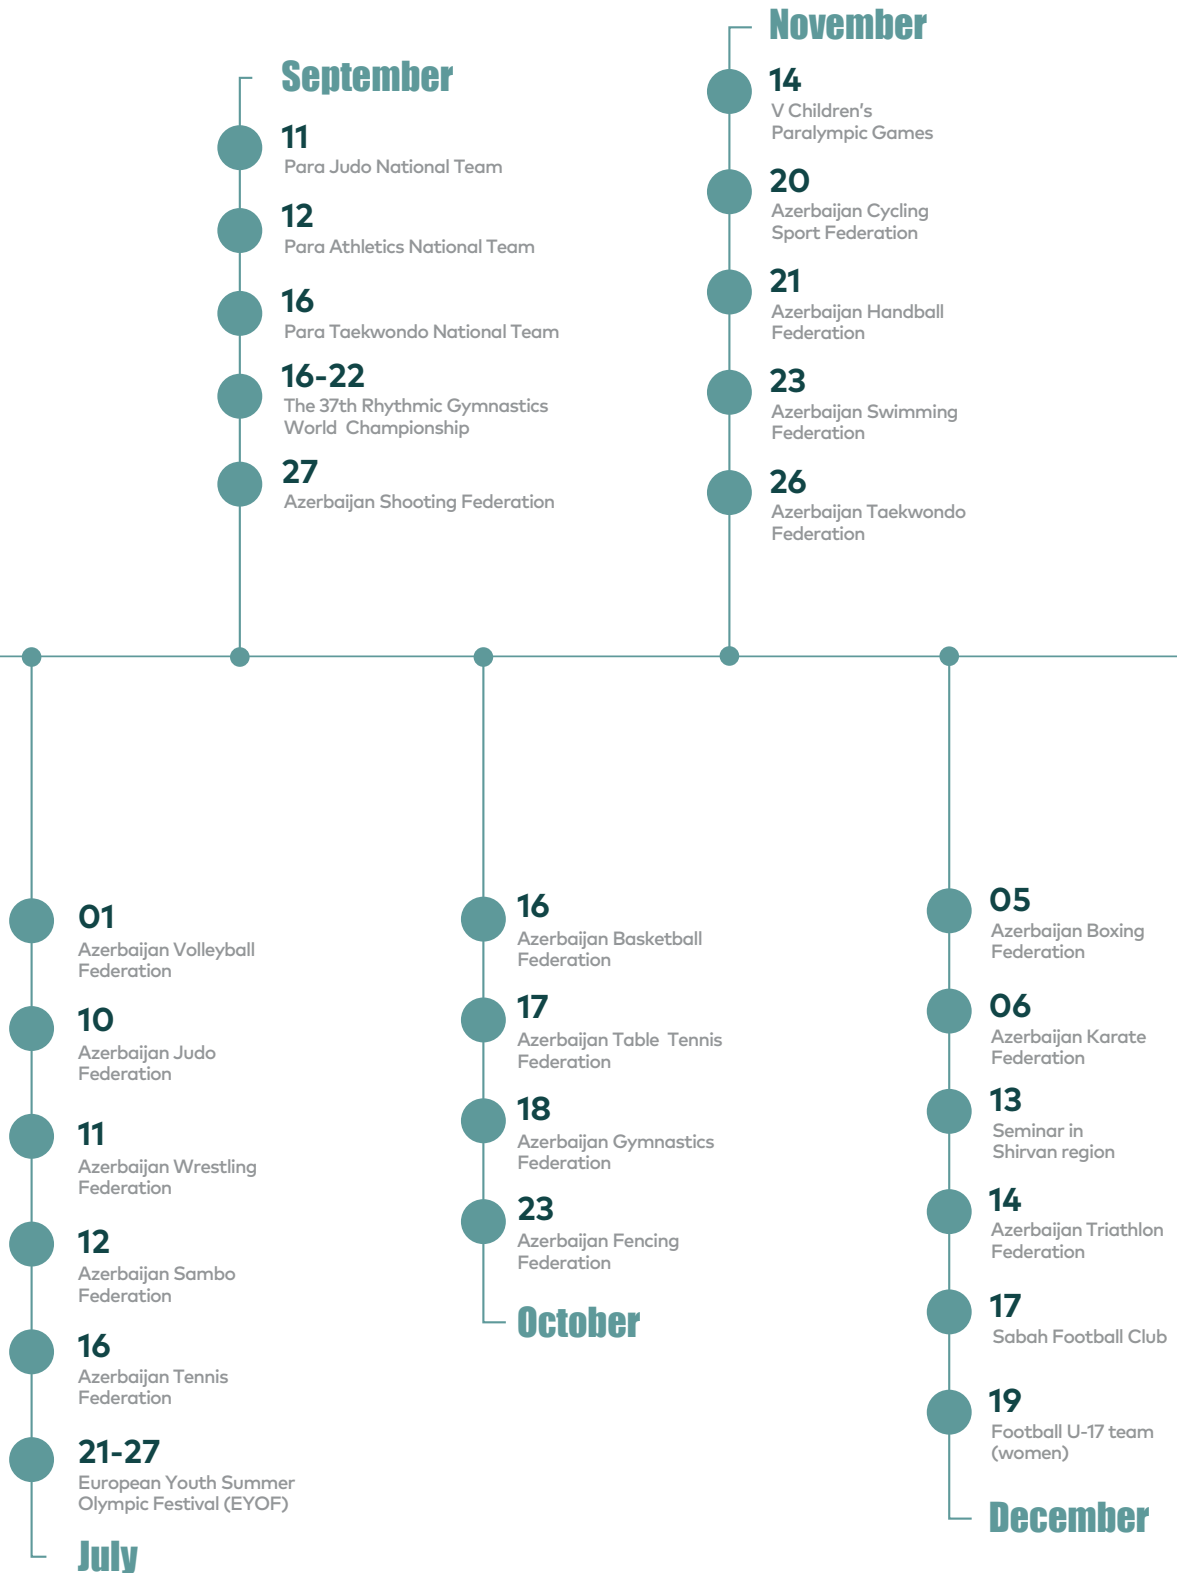 September
11
Para Judo National Team
12
Para Athletics National Team
16
Para Taekwondo National Team
16-22
The 37th Rhythmic Gymnastics
World Championship
27
Azerbaijan Shooting Federation
November
14
V Children's
Paralympic Games
20
Azerbaijan Cycling
Sport Federation
21
Azerbaijan Handball
Federation
23
Azerbaijan Swimming
Federation
26
Azerbaijan Taekwondo
Federation
01
Azerbaijan Volleyball
Federation
10
Azerbaijan Judo
Federation
11
Azerbaijan Wrestling
Federation
12
Azerbaijan Sambo
Federation
16
Azerbaijan Tennis
Federation
21-27
European Youth Summer
Olympic Festival (EYOF)
July
16
Azerbaijan Basketball
Federation
17
Azerbaijan Table Tennis
Federation
18
Azerbaijan Gymnastics
Federation
23
Azerbaijan Fencing
Federation
October
05
Azerbaijan Boxing
Federation
06
Azerbaijan Karate
Federation
13
Seminar in
Shirvan region
14
Azerbaijan Triathlon
Federation
17
Sabah Football Club
19
Football U-17 team
(women)
December